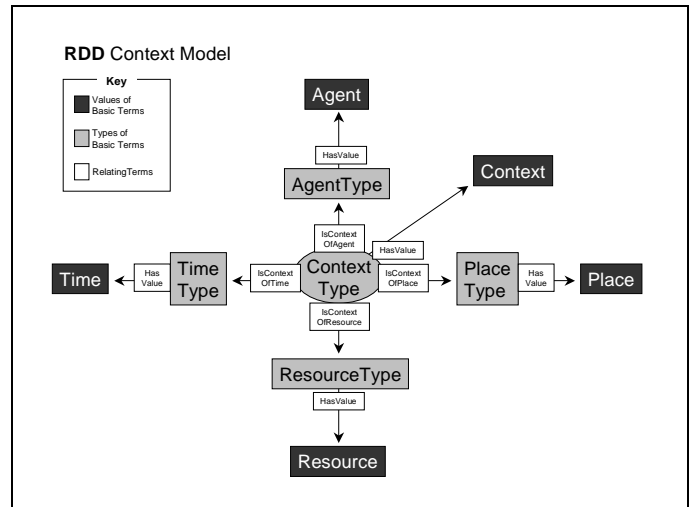 RDD Context Model
Key
Values of
Basic Terms
Types of
Basic Terms
RelatingTerms
Agent
HasValue
AgentType
Context
IsContext
OfAgent
HasValue
Time
Has
Value
Time
Type
IsContext
OfTime
Context
Type
IsContext
OfPlace
Place
Type
Has
Value
Place
IsContext
OfResource
ResourceType
HasValue
Resource